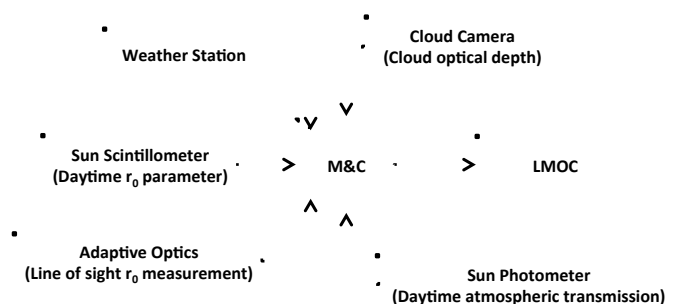 Weather Station
Cloud Camera
(Cloud optical depth)
Sun Scintillometer
(Daytime r₀ parameter)
M&C
LMOC
Adaptive Optics
(Line of sight r₀ measurement)
Sun Photometer
(Daytime atmospheric transmission)